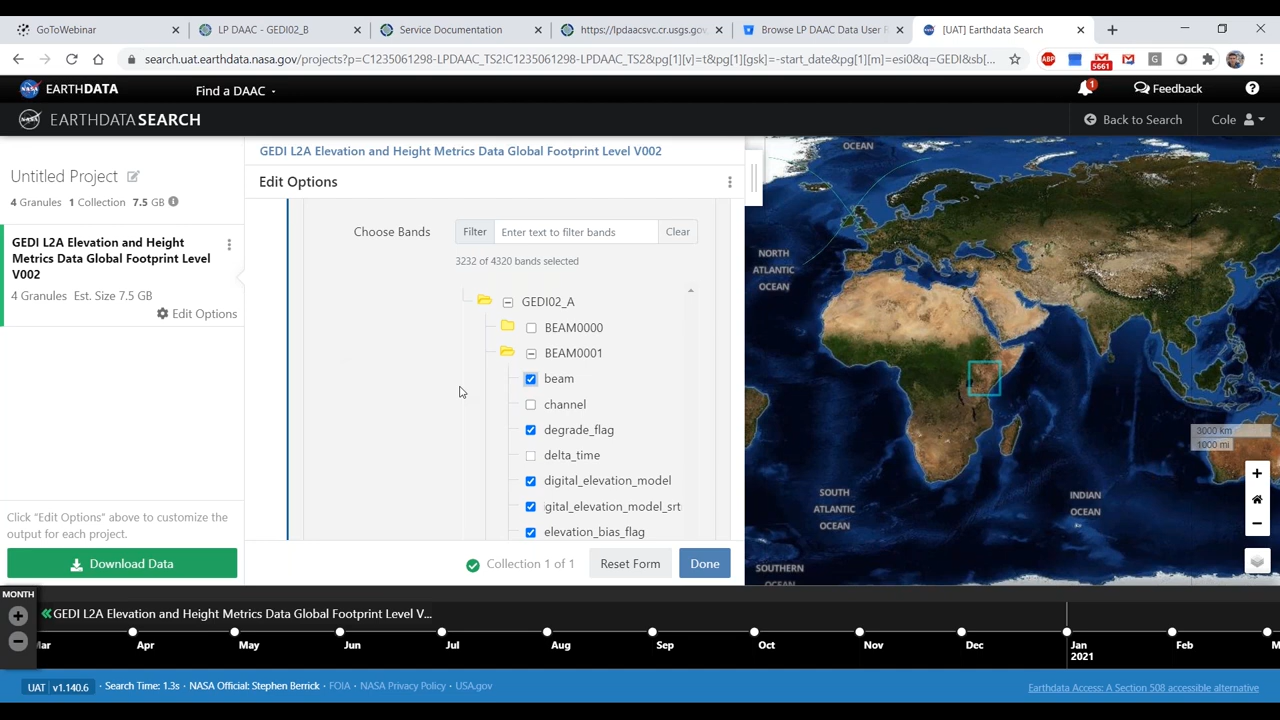 GoToWebinar
LP DAAC - GEDI02_B
Service Documentation
https://lpdaacsvc.cr.usgs.gov,
Browse LP DAAC Data User R
[UAT] Earthdata Search
search.uat.earthdata.nasa.gov/projects
61298-LPDAAC_TS2!C1235061298-LPDAAC_TS2&pg[1][v]=t&pg[1][gsk]=-start_date&pg[1][m]=esi0&q=GEDI&sb[...
ABP
5661
EARTHDATA
Find a DAAC
1
Feedback
EARTHDATA SEARCH
Back to Search
Cole
Untitled Project
4 Granules 1 Collection 7.5 GB
GEDI L2A Elevation and Height
Metrics Data Global Footprint Level
V002
4 Granules Est. Size 7.5 GB
Edit Options
Click "Edit Options" above to customize the
output for each project.
Download Data
GEDI L2A Elevation and Height Metrics Data Global Footprint Level V002
Edit Options
Choose Bands
Filter
Enter text to filter bands
Clear
3232 of 4320 bands selected
GEDI02_A
BEAM0000
BEAM0001
beam
channel
degrade_flag
delta_time
digital_elevation_model
gital_elevation_model_srt
elevation_bias_flag
Collection 1 of 1
Reset Form
Done
OCEAN
NORTH
ATLANTIC
OCEAN
SOUTH
ATLANTIC
OCEAN
INDIAN
OCEAN
SOUTHERN
OCEAN
3000 km
1000 mi
MONTH
GEDI L2A Elevation and Height Metrics Data Global Footprint Level V...
Mar
Apr
May
Jun
Jul
Aug
Sep
Oct
Nov
Dec
Jan
2021
Feb
M
UAT v1.140.6
• Search Time: 1.3s • NASA Official: Stephen Berrick • FOIA • NASA Privacy Policy • USA.gov
Earthdata Access: A Section 508 accessible alternative